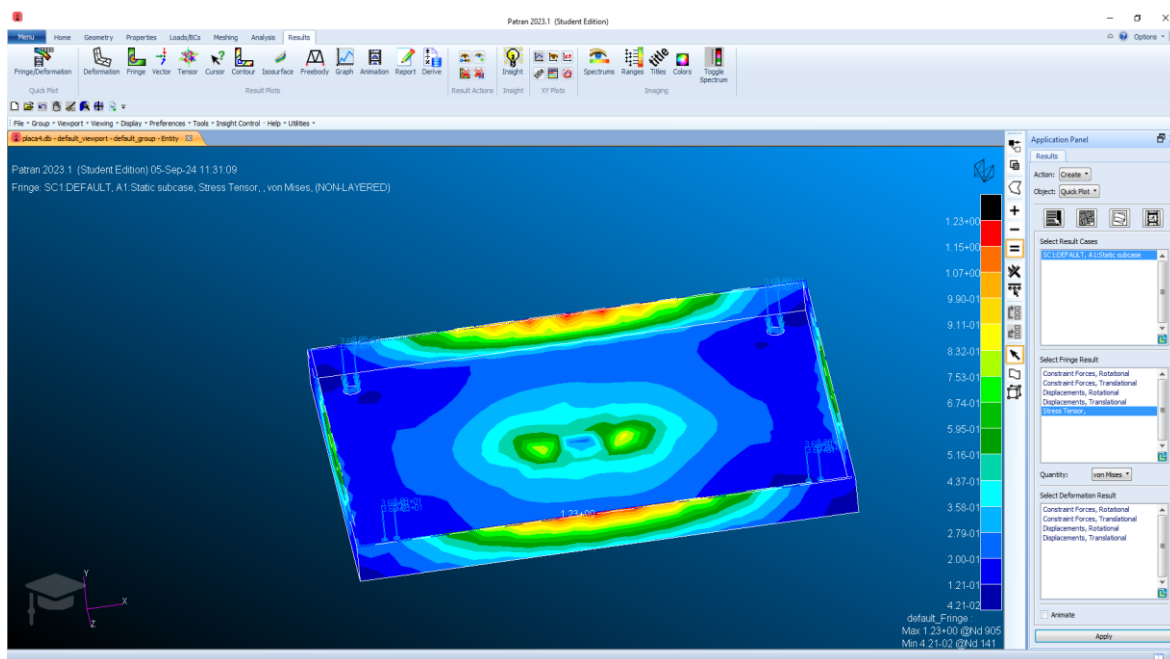 Patran 2023.1 (Student Edition)
Menu Home Geometry Properties Loads/BCs Meshing Analysis Results
Options
Fringe/Deformation Deformation Fringe Vector Tensor Cursor Contour Isosurface Freebody Graph Animation Report Derive Insight Spectrums Ranges Titles Colors Toggle Spectrum
Quick Plot Result Plots Result Actions Insight XY Plots Imaging
File Group Viewport Viewing Display Preferences Tools Insight Control Help Utilities
placa4.db - default_viewport - default_group - Entity
Patran 2023.1 (Student Edition) 05-Sep-24 11:31:09
Fringe: SC1:DEFAULT, A1:Static subcase, Stress Tensor, , von Mises, (NON-LAYERED)
1.23+00
1.23+00
1.15+00
1.07+00
9.90-01
9.11-01
8.32-01
7.53-01
6.74-01
5.95-01
5.16-01
4.37-01
3.58-01
2.79-01
2.00-01
1.21-01
4.21-02
default_Fringe :
Max 1.23+00 @Nd 905
Min 4.21-02 @Nd 141
Y
X
Z
Application Panel
Results
Action: Create
Object: Quick Plot
Select Result Cases
SC1:DEFAULT, A1:Static subcase
Select Fringe Result
Constraint Forces, Rotational
Constraint Forces, Translational
Displacements, Rotational
Displacements, Translational
Stress Tensor,
Quantity: von Mises
Select Deformation Result
Constraint Forces, Rotational
Constraint Forces, Translational
Displacements, Rotational
Displacements, Translational
Animate
Apply